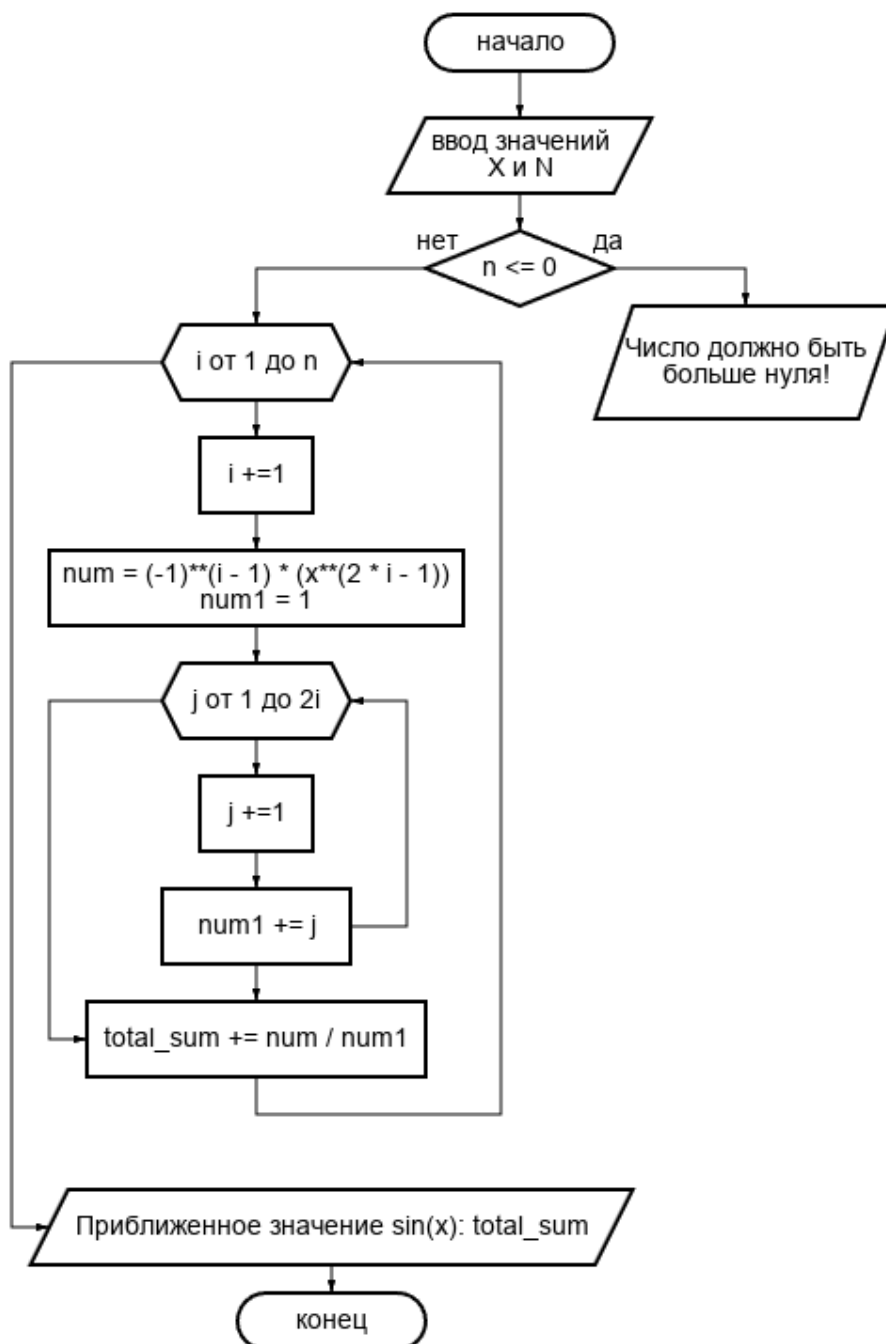 начало
ввод значений
X и N
нет
да
n <= 0
Число должно быть
больше нуля!
i от 1 до n
i +=1
num = (-1)**(i - 1) * (x**(2 * i - 1))
num1 = 1
j от 1 до 2i
j +=1
num1 += j
total_sum += num / num1
Приближенное значение sin(x): total_sum
конец